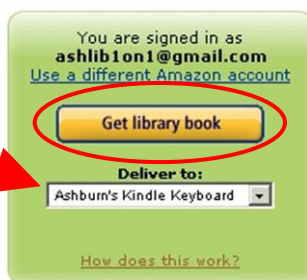 You are signed in as
ashlib1on1@gmail.com
Use a different Amazon account
Get library book
Deliver to:
Ashburn's Kindle Keyboard
How does this work?